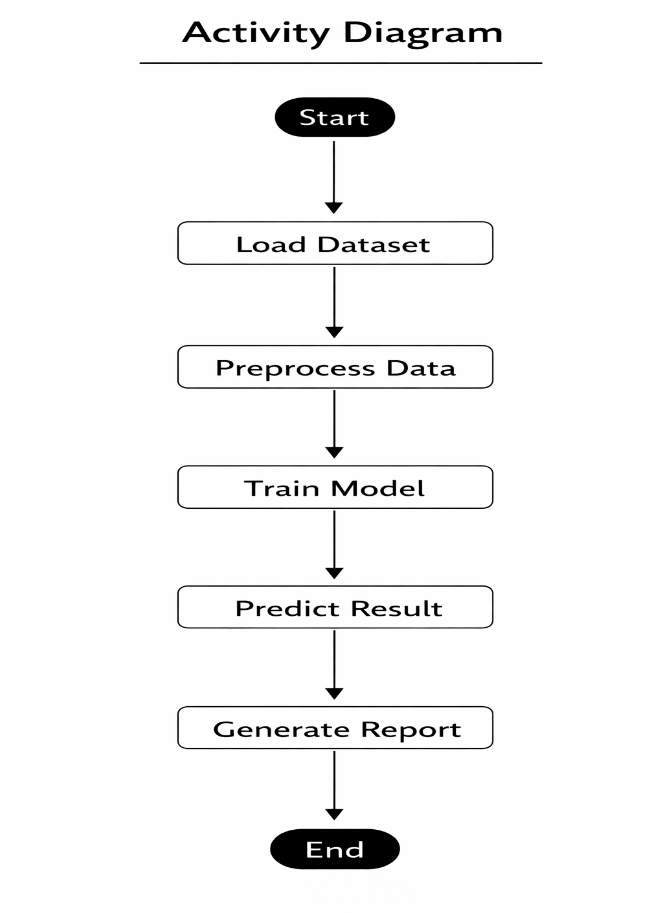 Activity Diagram
Start
Load Dataset
Preprocess Data
Train Model
Predict Result
Generate Report
End